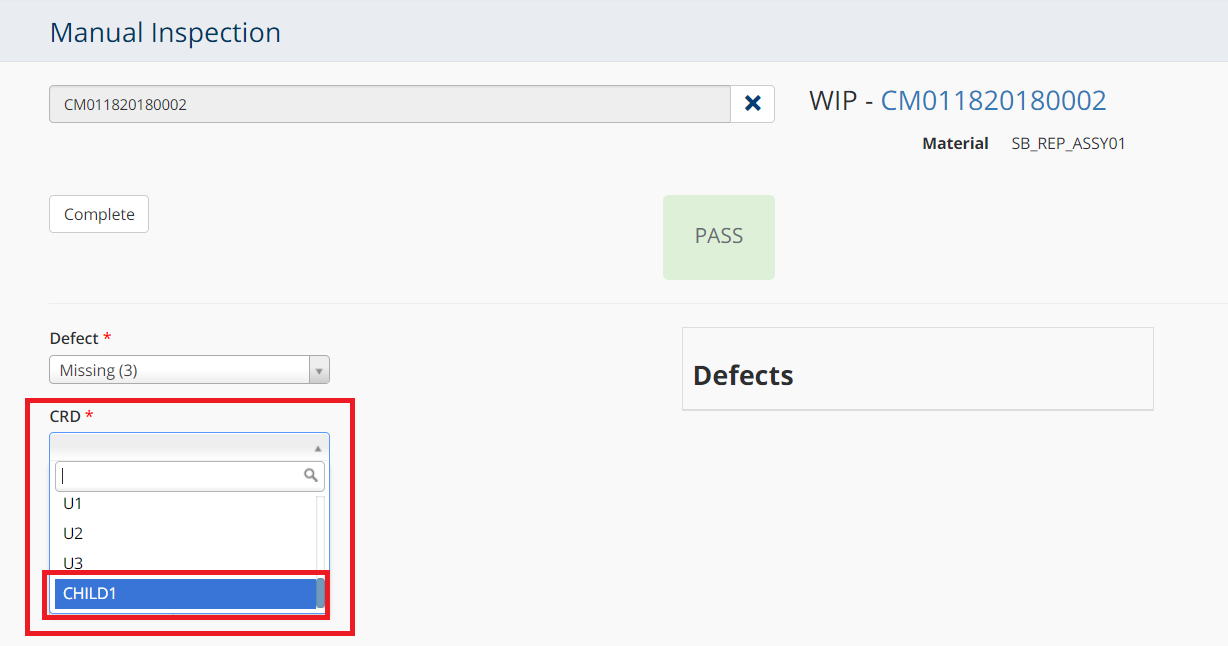 Manual Inspection
CM011820180002
WIP - CM011820180002
Material SB_REP_ASSY01
Complete
PASS
Defect *
Missing (3)
Defects
CRD *
U1
U2
U3
CHILD1